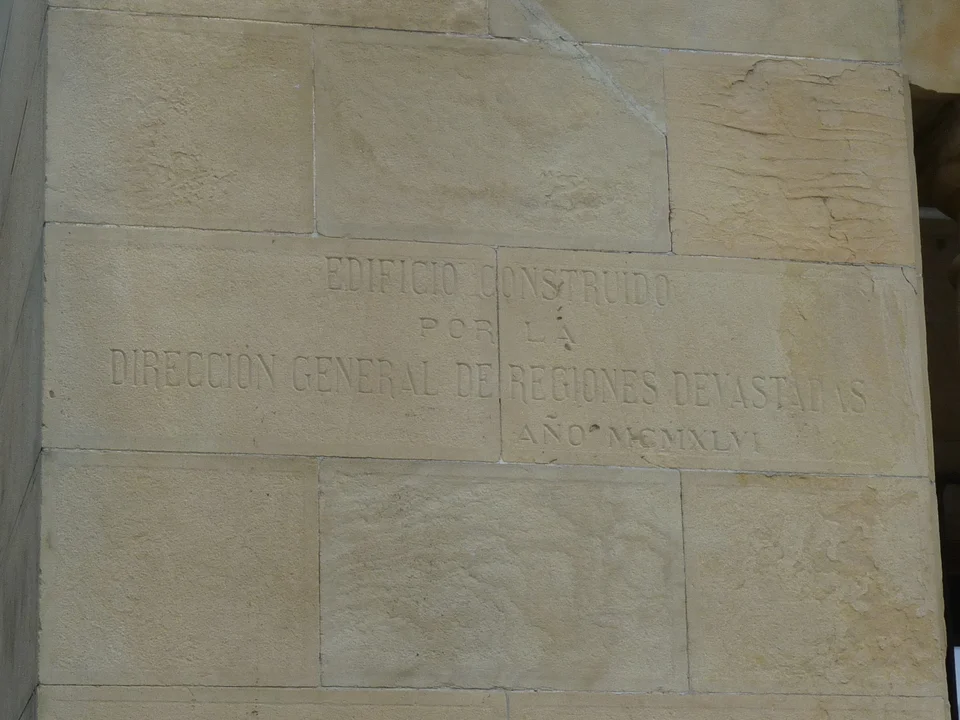 EDIFICIO CONSTRUIDO
POR LA
DIRECCIÓN GENERAL DE REGIONES DEVASTADAS
AÑO MCMXLVI